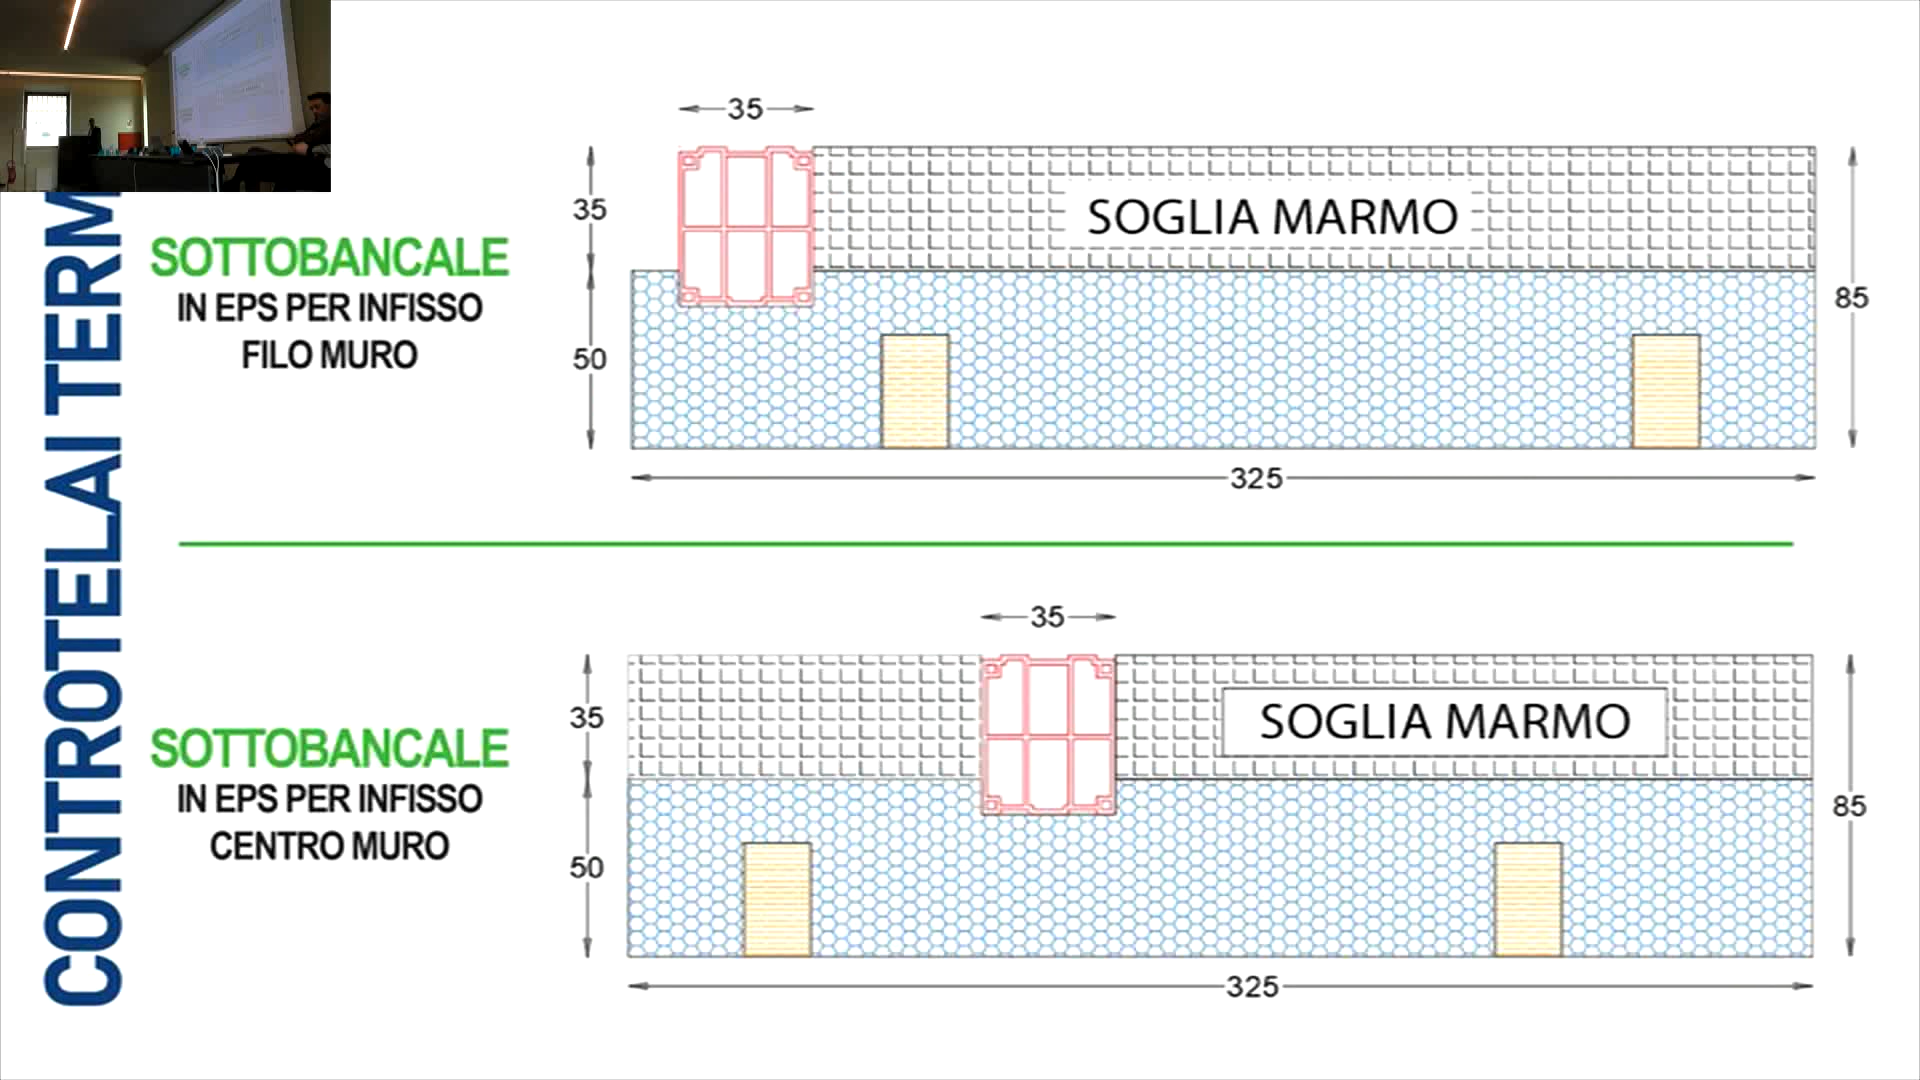 CONTROTELAI TERM
SOTTOBANCALE
IN EPS PER INFISSO
FILO MURO
35
35
SOGLIA MARMO
50
85
325
SOTTOBANCALE
IN EPS PER INFISSO
CENTRO MURO
35
35
SOGLIA MARMO
50
85
325